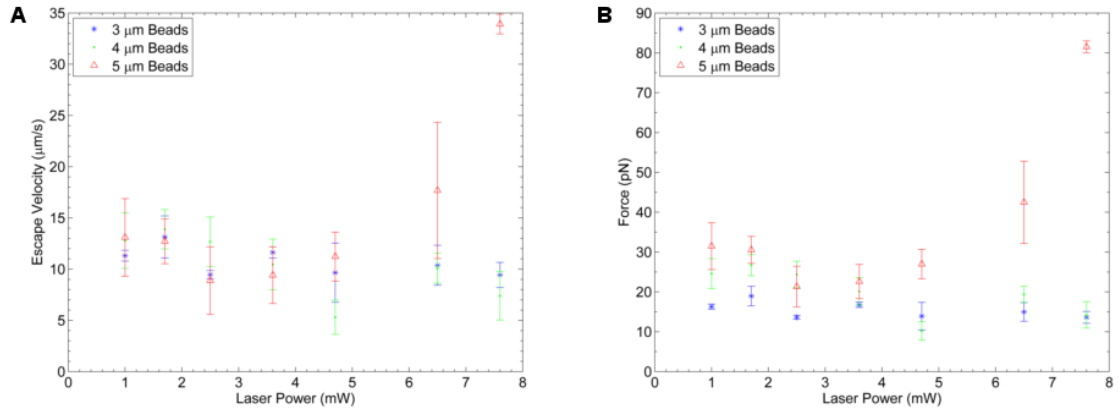 A
35
30
25
20
15
10
5
0
Escape Velocity (μm/s)
3 μm Beads
4 μm Beads
5 μm Beads
0 1 2 3 4 5 6 7 8
Laser Power (mW)
B
90
80
70
60
50
40
30
20
10
0
Force (pN)
3 μm Beads
4 μm Beads
5 μm Beads
0 1 2 3 4 5 6 7 8
Laser Power (mW)